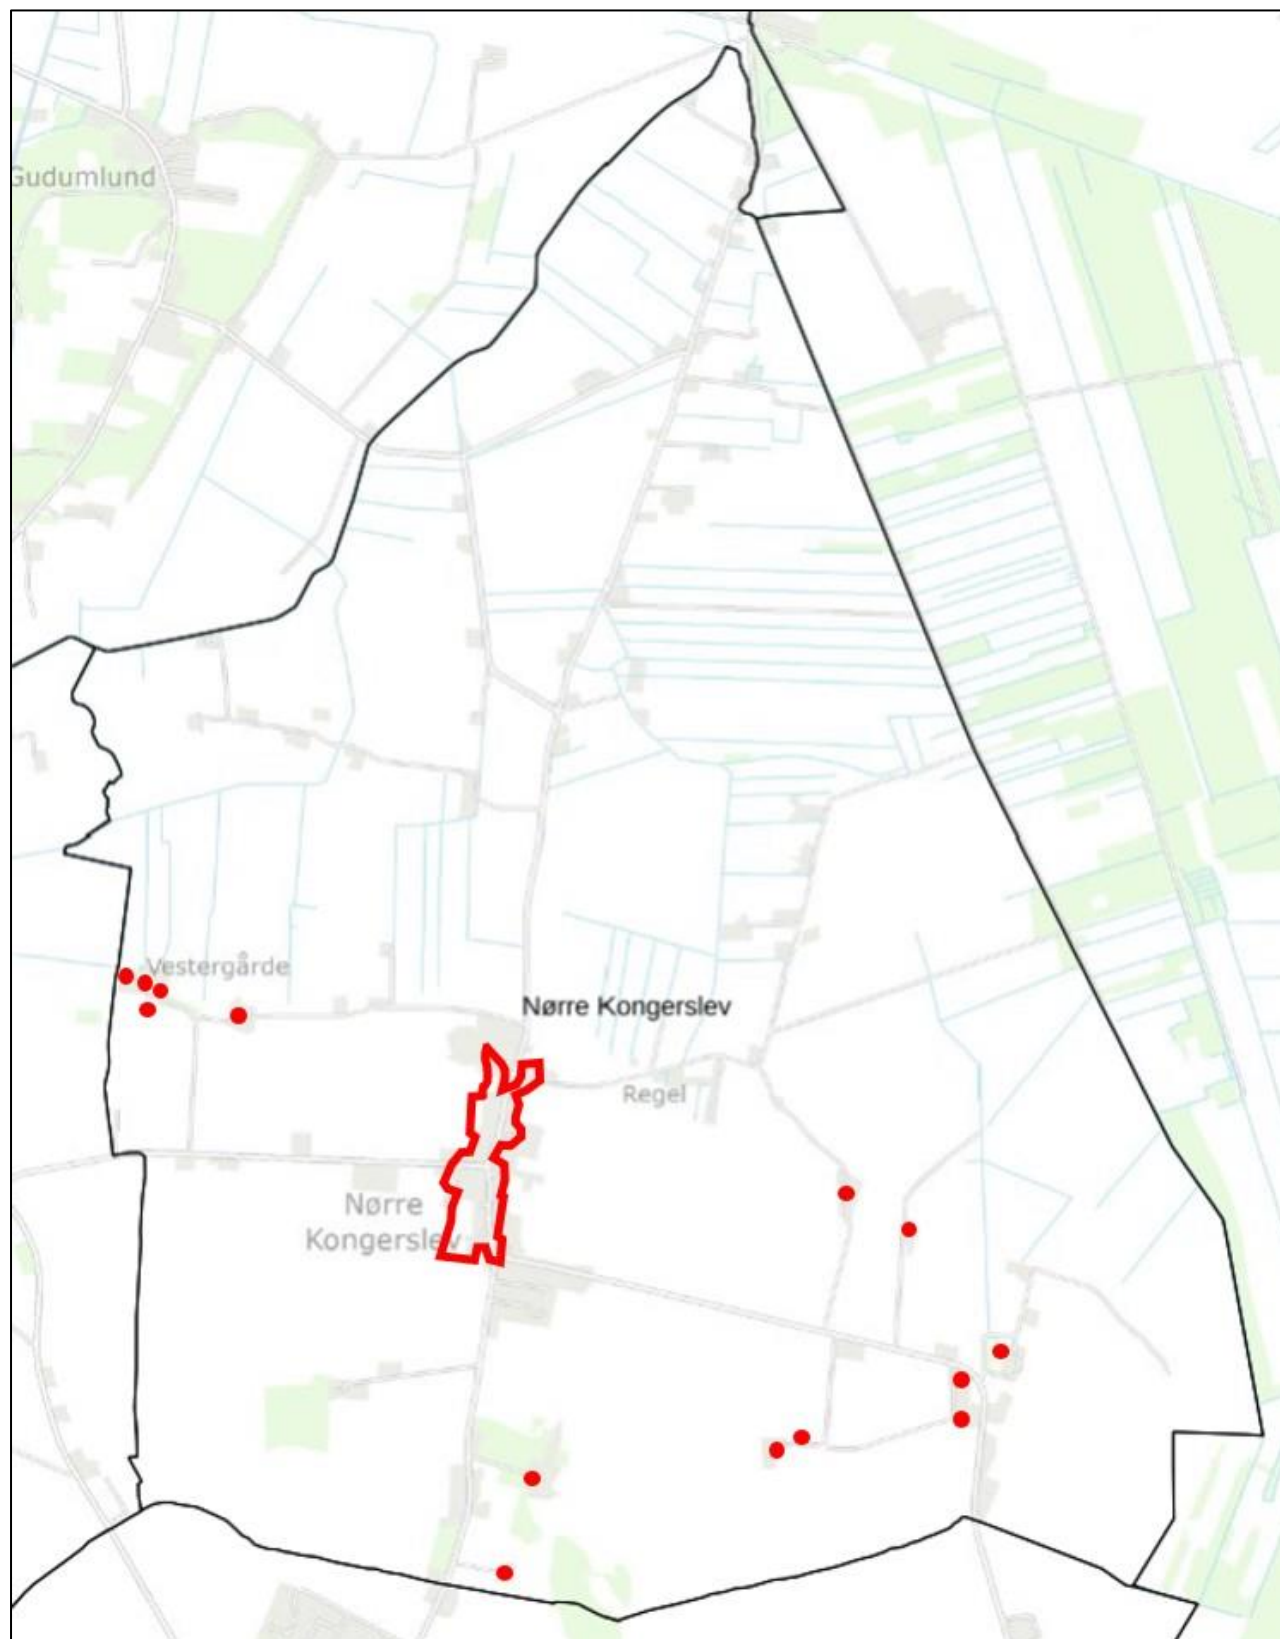 Gudumlund
Vestergårde
Nørre Kongerslev
Regel
Nørre
Kongerslev